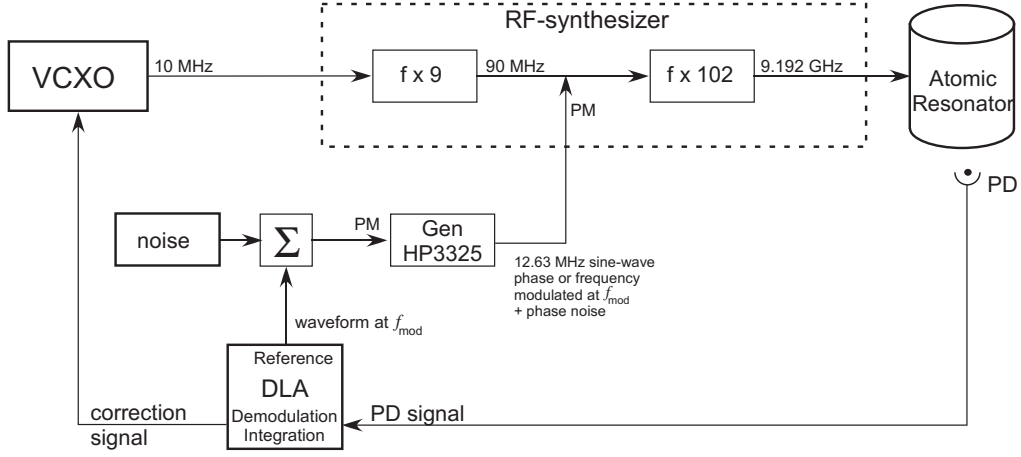 RF-synthesizer
VCXO
10 MHz
f x 9
90 MHz
f x 102
9.192 GHz
Atomic
Resonator
PM
PD
noise
Σ
PM
Gen
HP3325
12.63 MHz sine-wave
phase or frequency
modulated at fmod
+ phase noise
waveform at fmod
Reference
DLA
Demodulation
Integration
correction
signal
PD signal